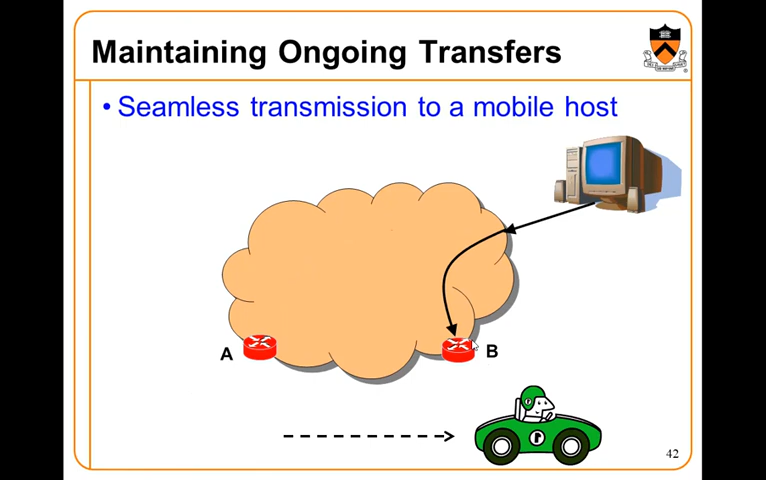 Maintaining Ongoing Transfers
• Seamless transmission to a mobile host
A
B
42